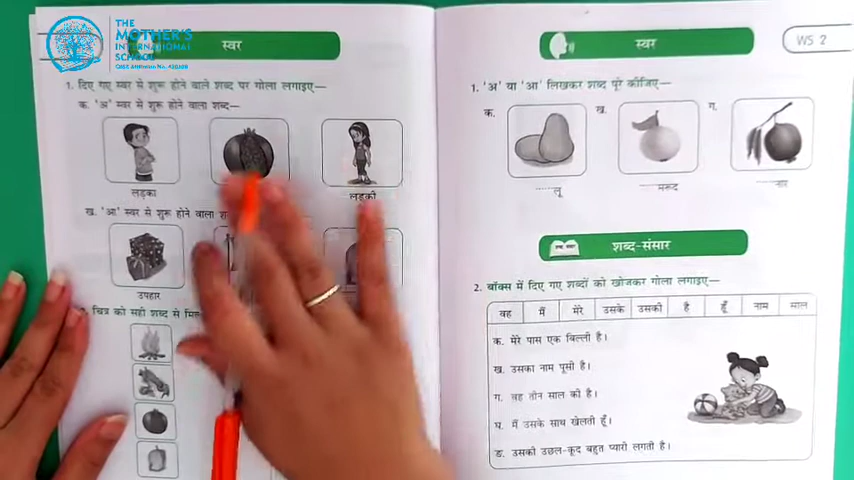 THE
MOTHER'S
INTERNATIONAL
SCHOOL
स्वर
1. दिए गए स्वर से शुरू होने वाले शब्द पर गोला लगाइए—
क. 'अ' स्वर से शुरू होने वाला शब्द—
लड़का
लड़की
ख. 'आ' स्वर से शुरू होने वाला
उपहार
चित्र को सही शब्द से
स्वर
WS 2
1. 'अ' या 'आ' लिखकर शब्द पूरे कीजिए—
क. ख. ग.
......लू ......मरूद ......नार
शब्द-संसार
2. बॉक्स में दिए गए शब्दों को खोजकर गोला लगाइए—
वह मैं मेरे उसके उसकी है हूँ नाम साल
क. मेरे पास एक बिल्ली है।
ख. उसका नाम पूसी है।
ग. वह तीन साल की है।
घ. मैं उसके साथ खेलती हूँ।
ङ. उसकी उछल-कूद बहुत प्यारी लगती है।